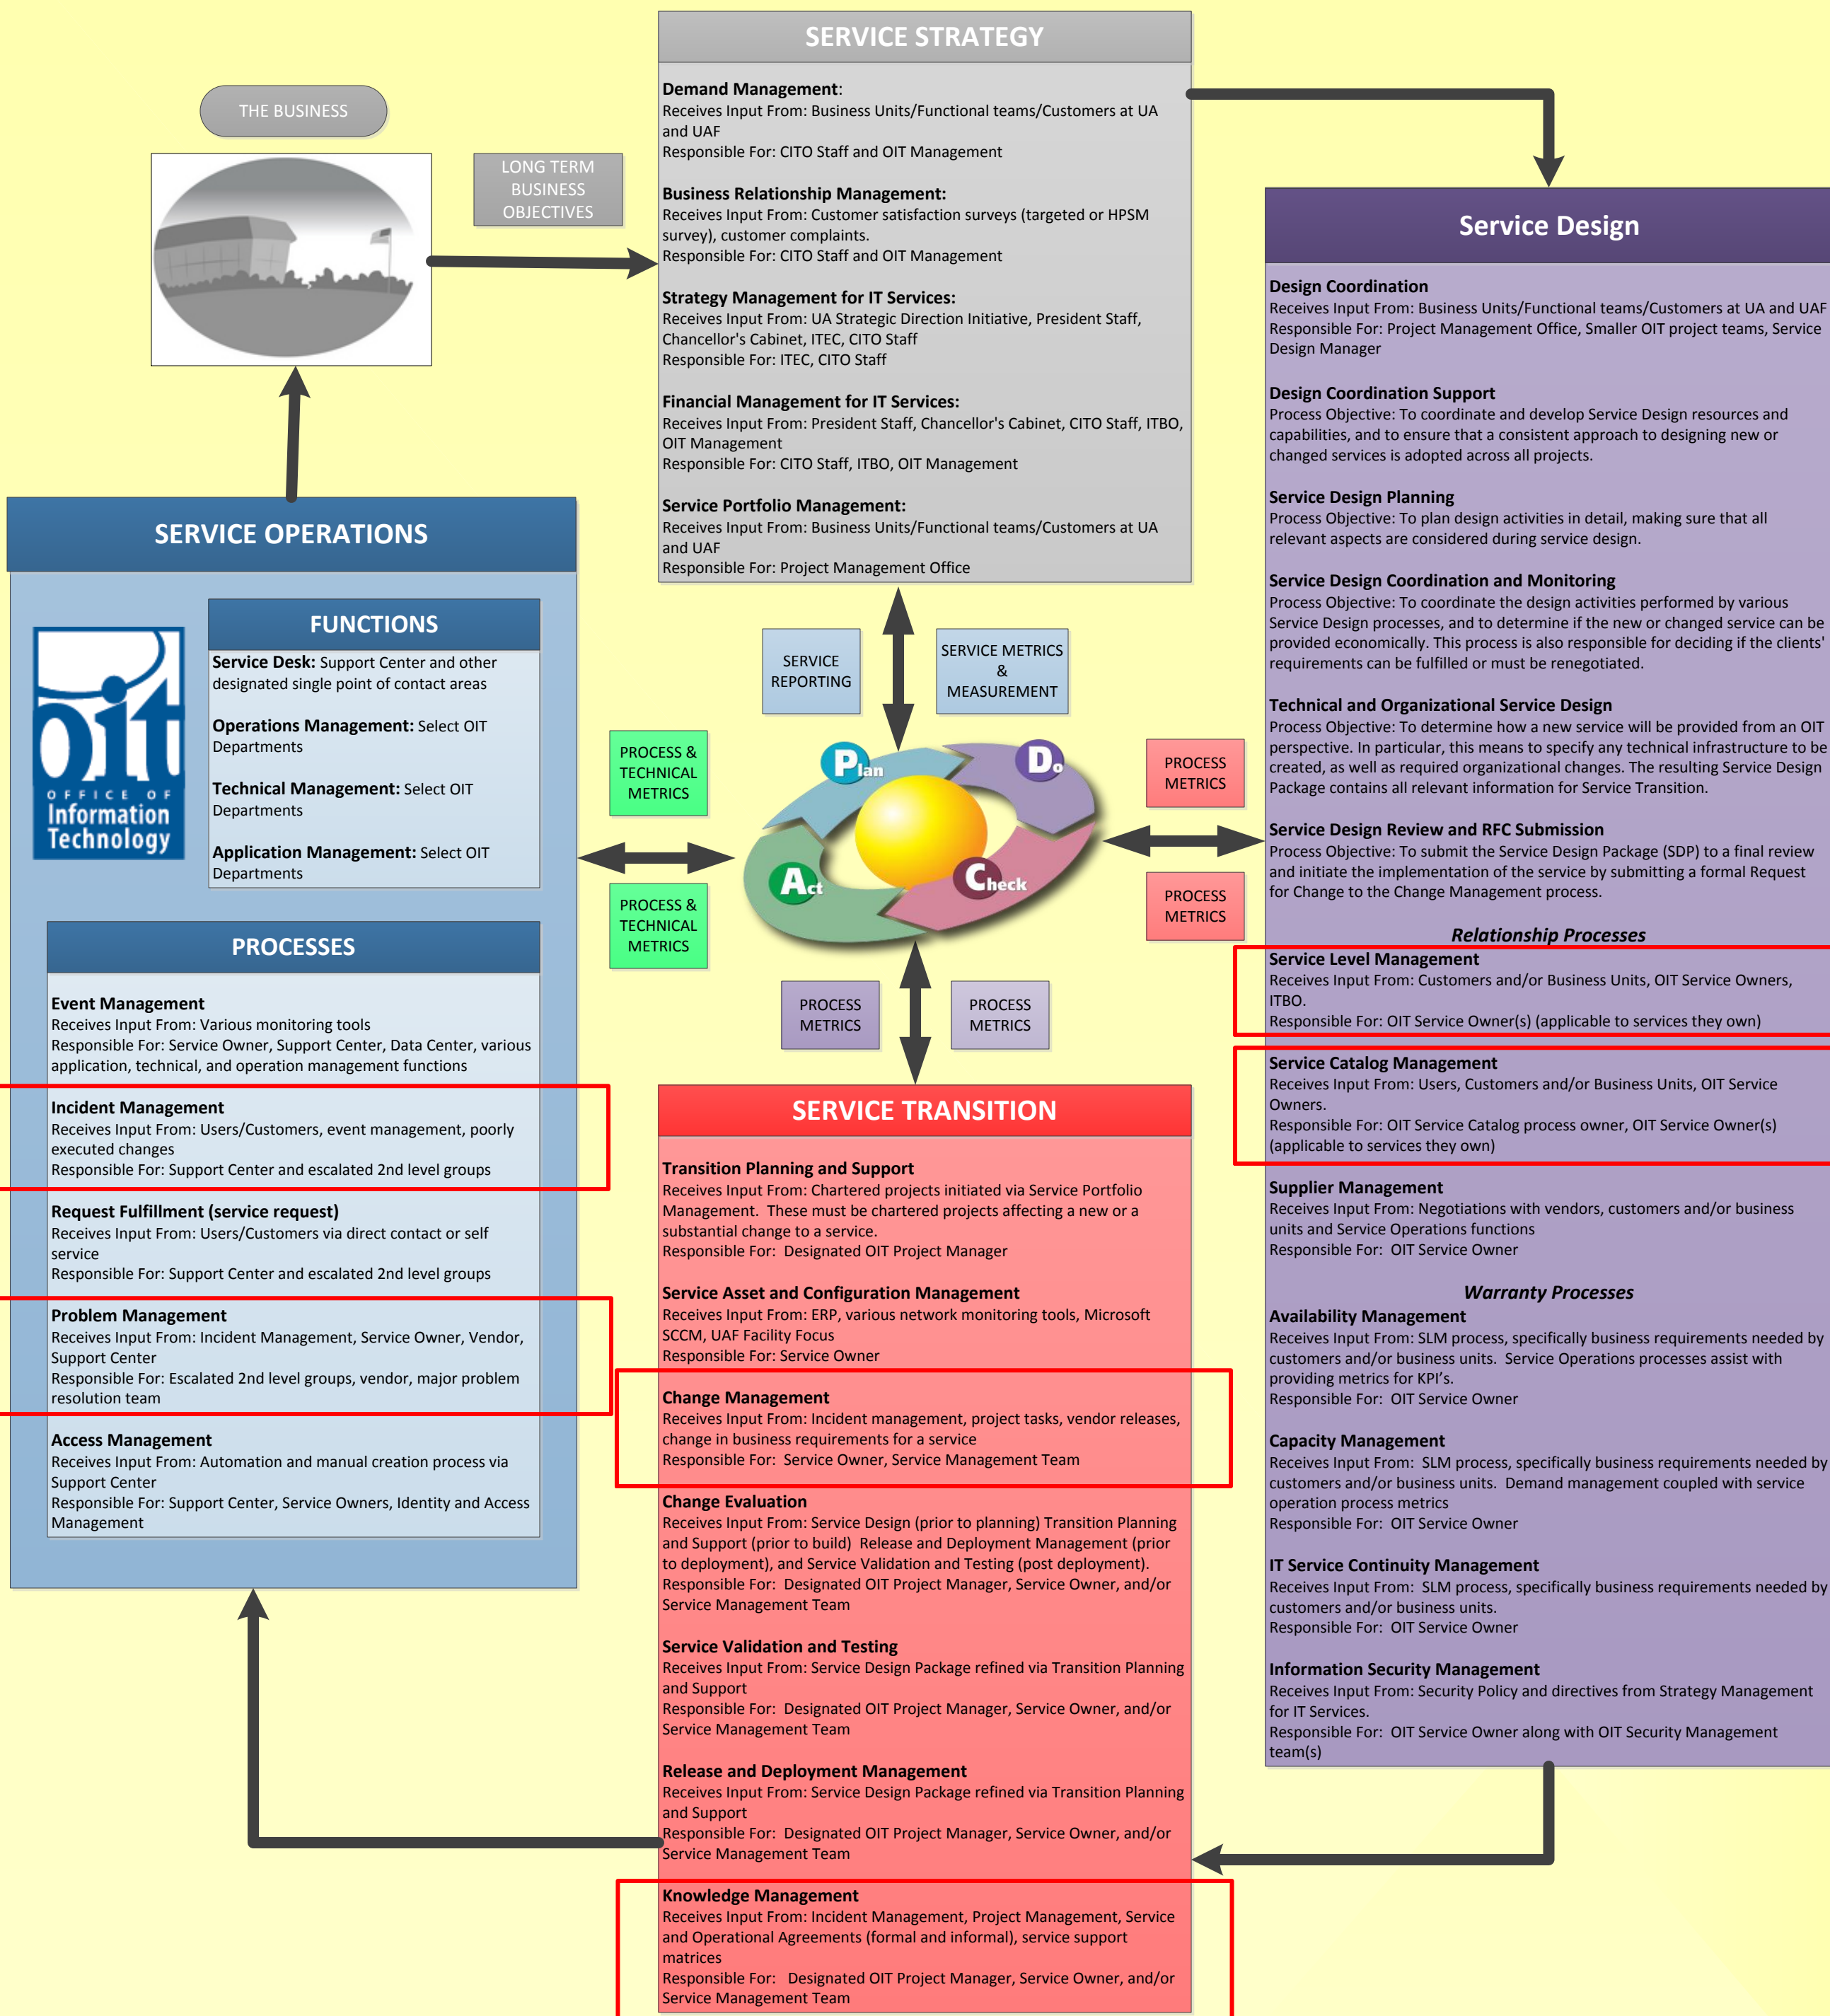 THE BUSINESS
LONG TERM
BUSINESS
OBJECTIVES
SERVICE STRATEGY
Demand Management:
Receives Input From: Business Units/Functional teams/Customers at UA
and UAF
Responsible For: CITO Staff and OIT Management
Business Relationship Management:
Receives Input From: Customer satisfaction surveys (targeted or HPSM
survey), customer complaints.
Responsible For: CITO Staff and OIT Management
Strategy Management for IT Services:
Receives Input From: UA Strategic Direction Initiative, President Staff,
Chancellor's Cabinet, ITEC, CITO Staff
Responsible For: ITEC, CITO Staff
Financial Management for IT Services:
Receives Input From: President Staff, Chancellor's Cabinet, CITO Staff, ITBO,
OIT Management
Responsible For: CITO Staff, ITBO, OIT Management
Service Portfolio Management:
Receives Input From: Business Units/Functional teams/Customers at UA
and UAF
Responsible For: Project Management Office
Service Design
Design Coordination
Receives Input From: Business Units/Functional teams/Customers at UA and UAF
Responsible For: Project Management Office, Smaller OIT project teams, Service
Design Manager
Design Coordination Support
Process Objective: To coordinate and develop Service Design resources and
capabilities, and to ensure that a consistent approach to designing new or
changed services is adopted across all projects.
Service Design Planning
Process Objective: To plan design activities in detail, making sure that all
relevant aspects are considered during service design.
Service Design Coordination and Monitoring
Process Objective: To coordinate the design activities performed by various
Service Design processes, and to determine if the new or changed service can be
provided economically. This process is also responsible for deciding if the clients'
requirements can be fulfilled or must be renegotiated.
Technical and Organizational Service Design
Process Objective: To determine how a new service will be provided from an OIT
perspective. In particular, this means to specify any technical infrastructure to be
created, as well as required organizational changes. The resulting Service Design
Package contains all relevant information for Service Transition.
Service Design Review and RFC Submission
Process Objective: To submit the Service Design Package (SDP) to a final review
and initiate the implementation of the service by submitting a formal Request
for Change to the Change Management process.
Relationship Processes
Service Level Management
Receives Input From: Customers and/or Business Units, OIT Service Owners,
ITBO.
Responsible For: OIT Service Owner(s) (applicable to services they own)
Service Catalog Management
Receives Input From: Users, Customers and/or Business Units, OIT Service
Owners.
Responsible For: OIT Service Catalog process owner, OIT Service Owner(s)
(applicable to services they own)
Supplier Management
Receives Input From: Negotiations with vendors, customers and/or business
units and Service Operations functions
Responsible For: OIT Service Owner
Warranty Processes
Availability Management
Receives Input From: SLM process, specifically business requirements needed by
customers and/or business units. Service Operations processes assist with
providing metrics for KPI's.
Responsible For: OIT Service Owner
Capacity Management
Receives Input From: SLM process, specifically business requirements needed by
customers and/or business units. Demand management coupled with service
operation process metrics
Responsible For: OIT Service Owner
IT Service Continuity Management
Receives Input From: SLM process, specifically business requirements needed by
customers and/or business units.
Responsible For: OIT Service Owner
Information Security Management
Receives Input From: Security Policy and directives from Strategy Management
for IT Services.
Responsible For: OIT Service Owner along with OIT Security Management
team(s)
SERVICE OPERATIONS
oit
OFFICE OF
Information
Technology
FUNCTIONS
Service Desk: Support Center and other
designated single point of contact areas
Operations Management: Select OIT
Departments
Technical Management: Select OIT
Departments
Application Management: Select OIT
Departments
PROCESSES
Event Management
Receives Input From: Various monitoring tools
Responsible For: Service Owner, Support Center, Data Center, various
application, technical, and operation management functions
Incident Management
Receives Input From: Users/Customers, event management, poorly
executed changes
Responsible For: Support Center and escalated 2nd level groups
Request Fulfillment (service request)
Receives Input From: Users/Customers via direct contact or self
service
Responsible For: Support Center and escalated 2nd level groups
Problem Management
Receives Input From: Incident Management, Service Owner, Vendor,
Support Center
Responsible For: Escalated 2nd level groups, vendor, major problem
resolution team
Access Management
Receives Input From: Automation and manual creation process via
Support Center
Responsible For: Support Center, Service Owners, Identity and Access
Management
SERVICE
REPORTING
SERVICE METRICS
&
MEASUREMENT
PROCESS &
TECHNICAL
METRICS
PROCESS &
TECHNICAL
METRICS
Plan
Do
Check
Act
PROCESS
METRICS
PROCESS
METRICS
PROCESS
METRICS
PROCESS
METRICS
SERVICE TRANSITION
Transition Planning and Support
Receives Input From: Chartered projects initiated via Service Portfolio
Management. These must be chartered projects affecting a new or a
substantial change to a service.
Responsible For: Designated OIT Project Manager
Service Asset and Configuration Management
Receives Input From: ERP, various network monitoring tools, Microsoft
SCCM, UAF Facility Focus
Responsible For: Service Owner
Change Management
Receives Input From: Incident management, project tasks, vendor releases,
change in business requirements for a service
Responsible For: Service Owner, Service Management Team
Change Evaluation
Receives Input From: Service Design (prior to planning) Transition Planning
and Support (prior to build) Release and Deployment Management (prior
to deployment), and Service Validation and Testing (post deployment).
Responsible For: Designated OIT Project Manager, Service Owner, and/or
Service Management Team
Service Validation and Testing
Receives Input From: Service Design Package refined via Transition Planning
and Support
Responsible For: Designated OIT Project Manager, Service Owner, and/or
Service Management Team
Release and Deployment Management
Receives Input From: Service Design Package refined via Transition Planning
and Support
Responsible For: Designated OIT Project Manager, Service Owner, and/or
Service Management Team
Knowledge Management
Receives Input From: Incident Management, Project Management, Service
and Operational Agreements (formal and informal), service support
matrices
Responsible For: Designated OIT Project Manager, Service Owner, and/or
Service Management Team